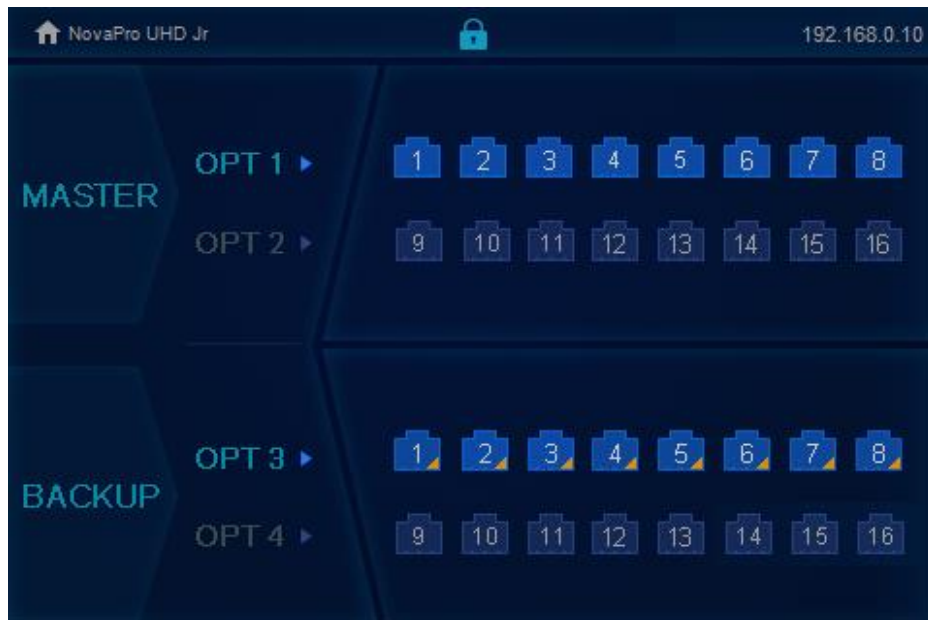 NovaPro UHD Jr 192.168.0.10
MASTER
OPT 1 1 2 3 4 5 6 7 8
OPT 2 9 10 11 12 13 14 15 16
BACKUP
OPT 3 1 2 3 4 5 6 7 8
OPT 4 9 10 11 12 13 14 15 16